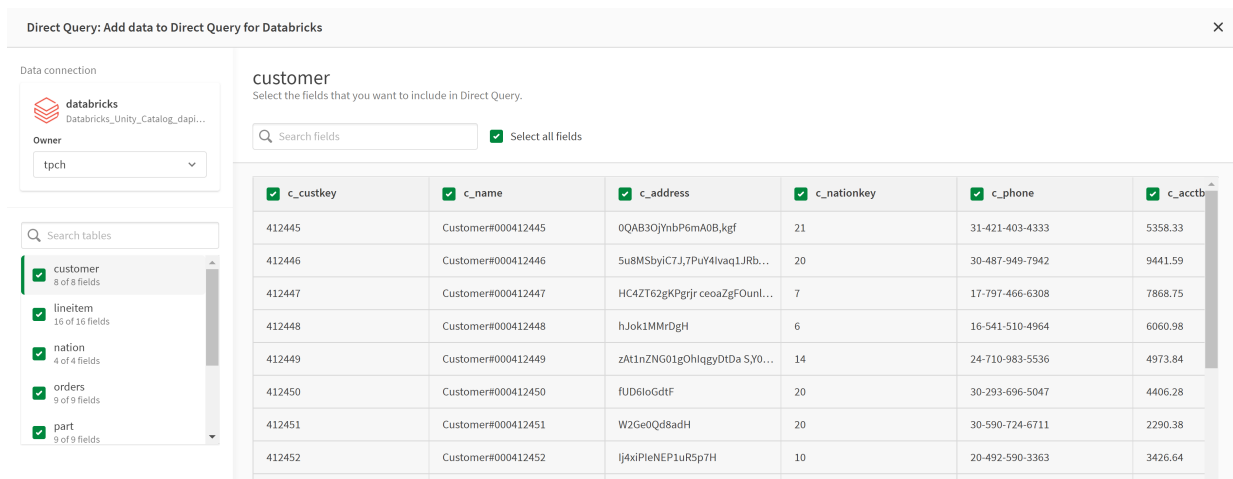 Direct Query: Add data to Direct Query for Databricks
Data connection
databricks
Databricks_Unity_Catalog_dapi...
Owner
tpch
Search tables
customer
8 of 8 fields
lineitem
16 of 16 fields
nation
4 of 4 fields
orders
9 of 9 fields
part
9 of 9 fields
customer
Select the fields that you want to include in Direct Query.
Search fields
Select all fields
c_custkey c_name c_address c_nationkey c_phone c_acctb
412445 Customer#000412445 0QAB3OjYnbP6mA0B,kgf 21 31-421-403-4333 5358.33
412446 Customer#000412446 5u8MSbyiC7J,7PuY4Ivaq1JRb... 20 30-487-949-7942 9441.59
412447 Customer#000412447 HC4ZT62gKPgrjr ceoaZgFOunl... 7 17-797-466-6308 7868.75
412448 Customer#000412448 hJok1MMrDgH 6 16-541-510-4964 6060.98
412449 Customer#000412449 zAt1nZNG01gOhIqgyDtDa S,Y0... 14 24-710-983-5536 4973.84
412450 Customer#000412450 fUD6IoGdtF 20 30-293-696-5047 4406.28
412451 Customer#000412451 W2Ge0Qd8adH 20 30-590-724-6711 2290.38
412452 Customer#000412452 Ij4xiPIeNEP1uR5p7H 10 20-492-590-3363 3426.64